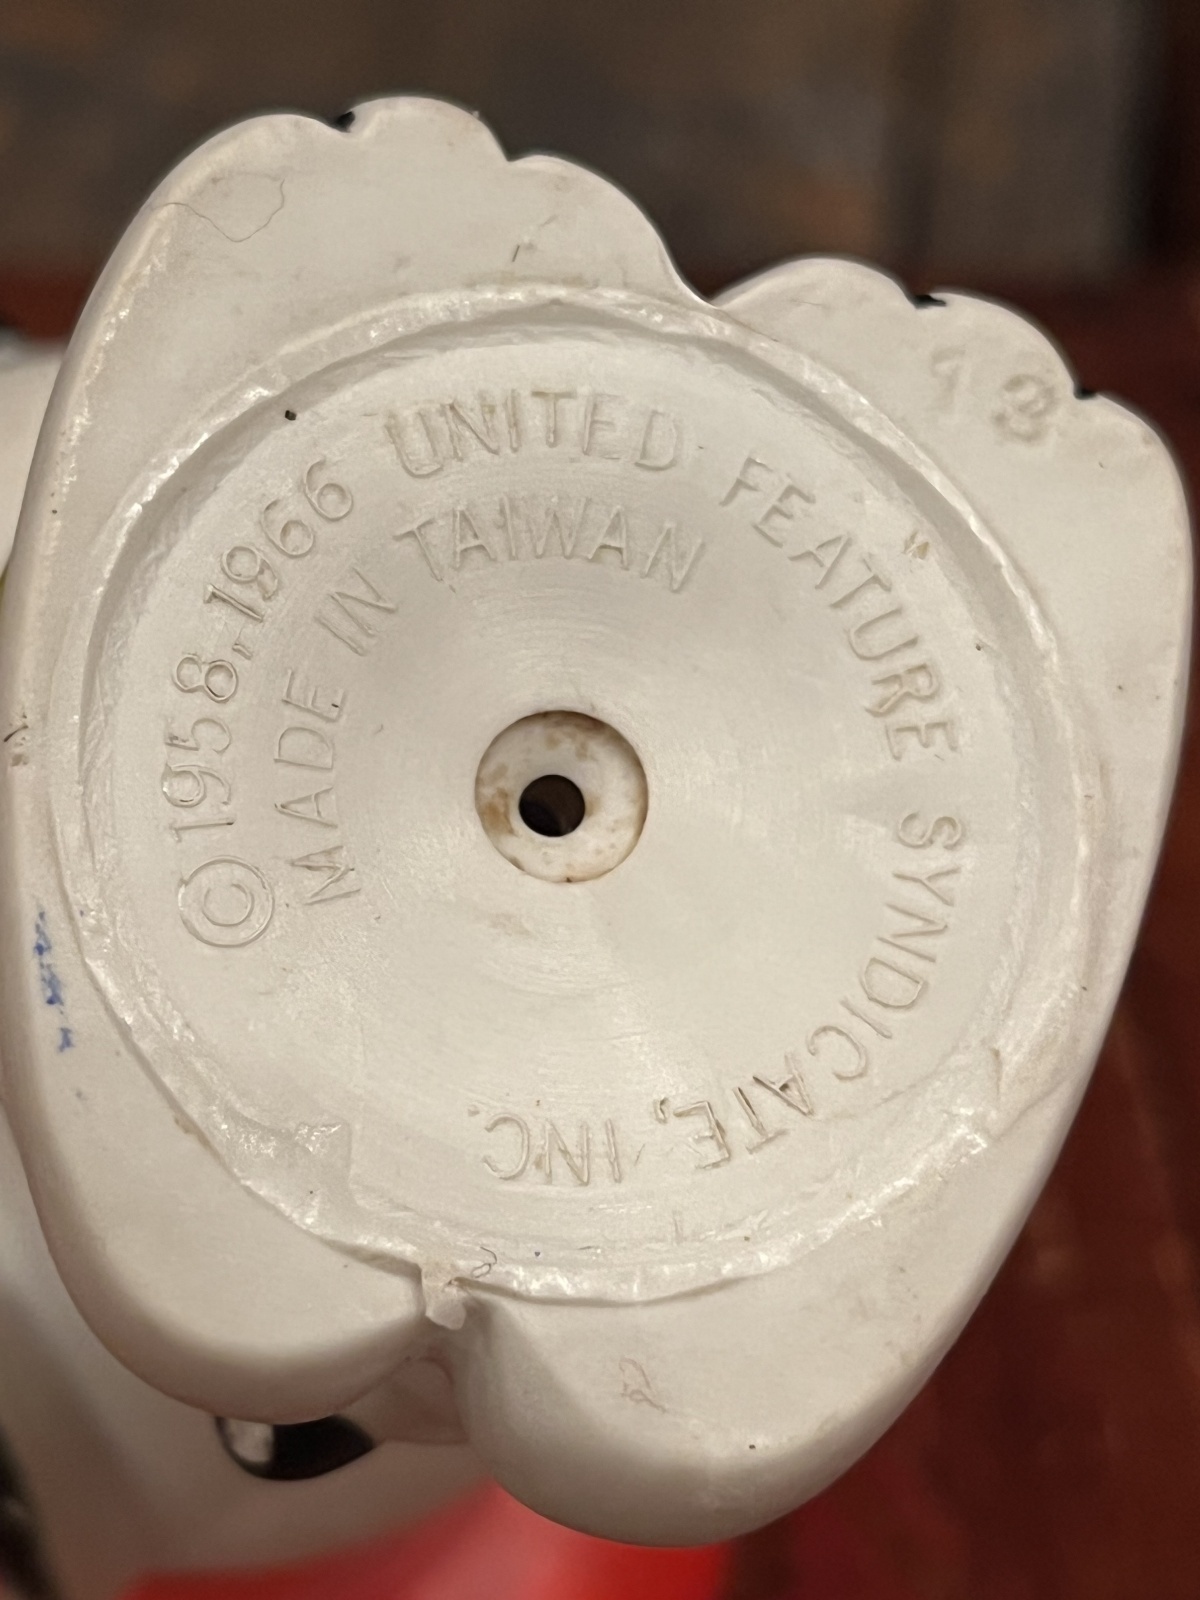 © 1958, 1966 UNITED FEATURE SYNDICATE, INC.
MADE IN TAIWAN